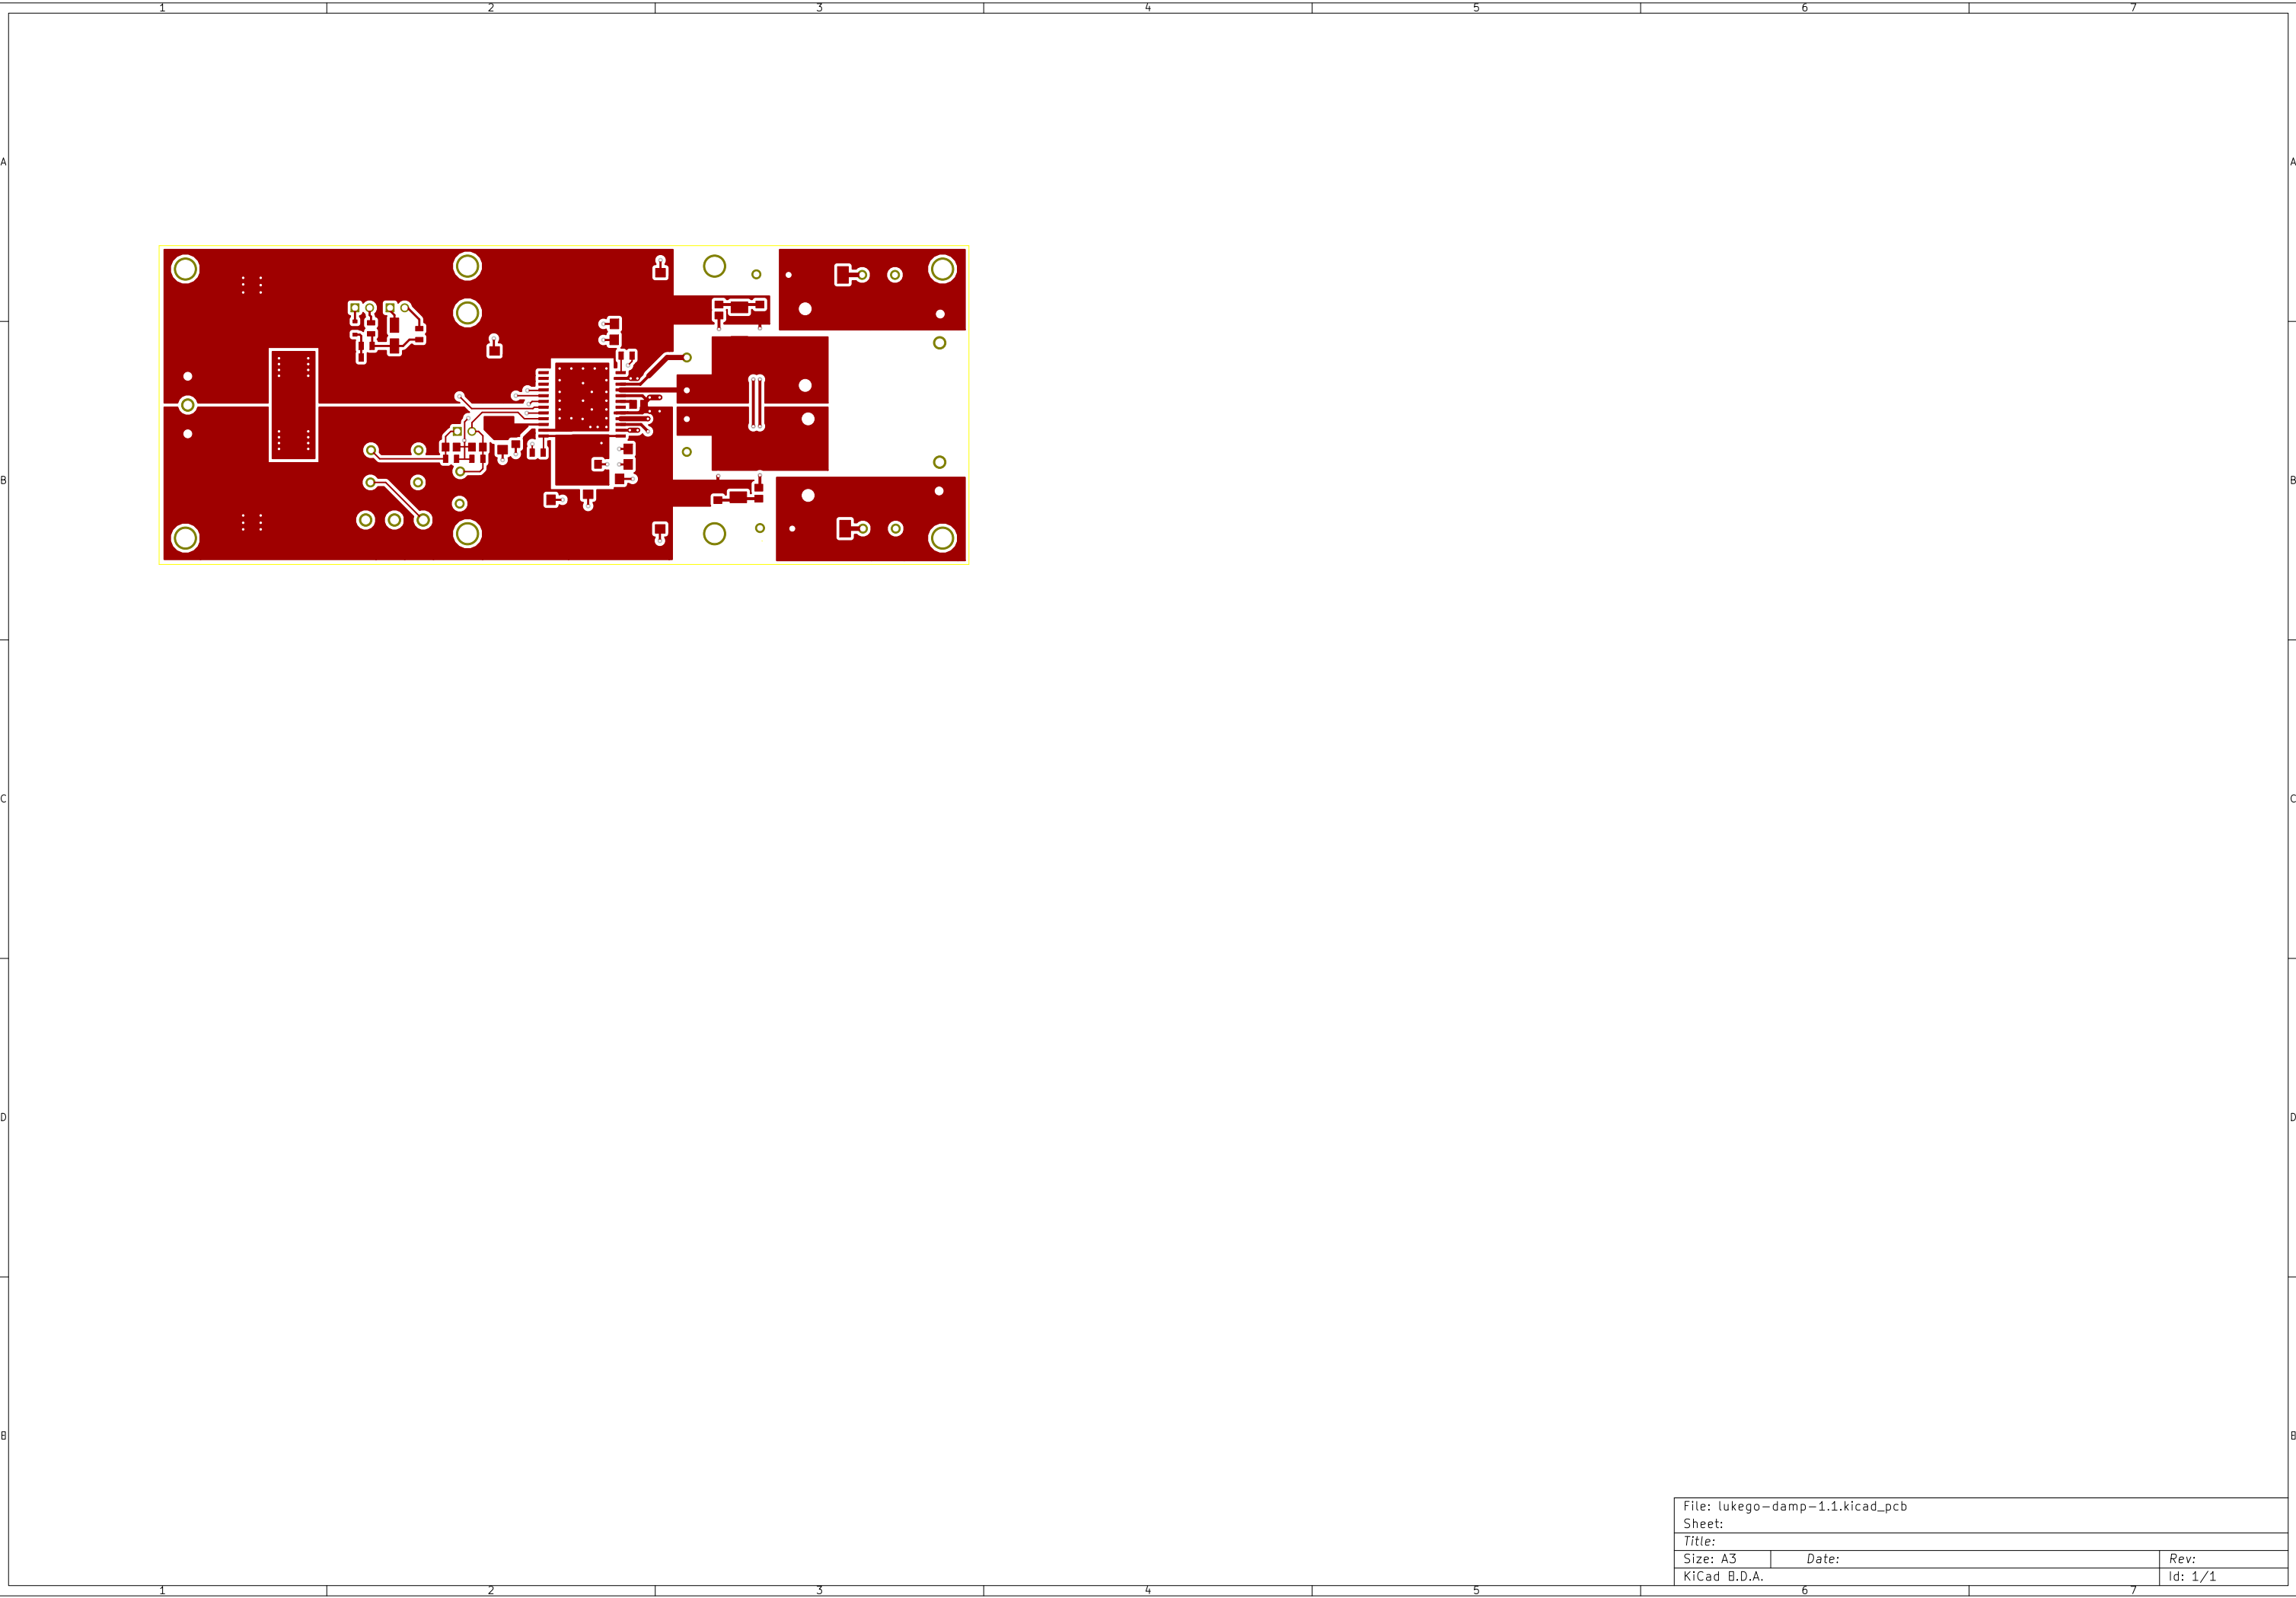 1 2 3 4 5 6 7
A A
B B
C C
D D
E E
File: lukego-damp-1.1.kicad_pcb
Sheet:
Title:
Size: A3 Date: Rev:
KiCad E.D.A. Id: 1/1
1 2 3 4 5 6 7